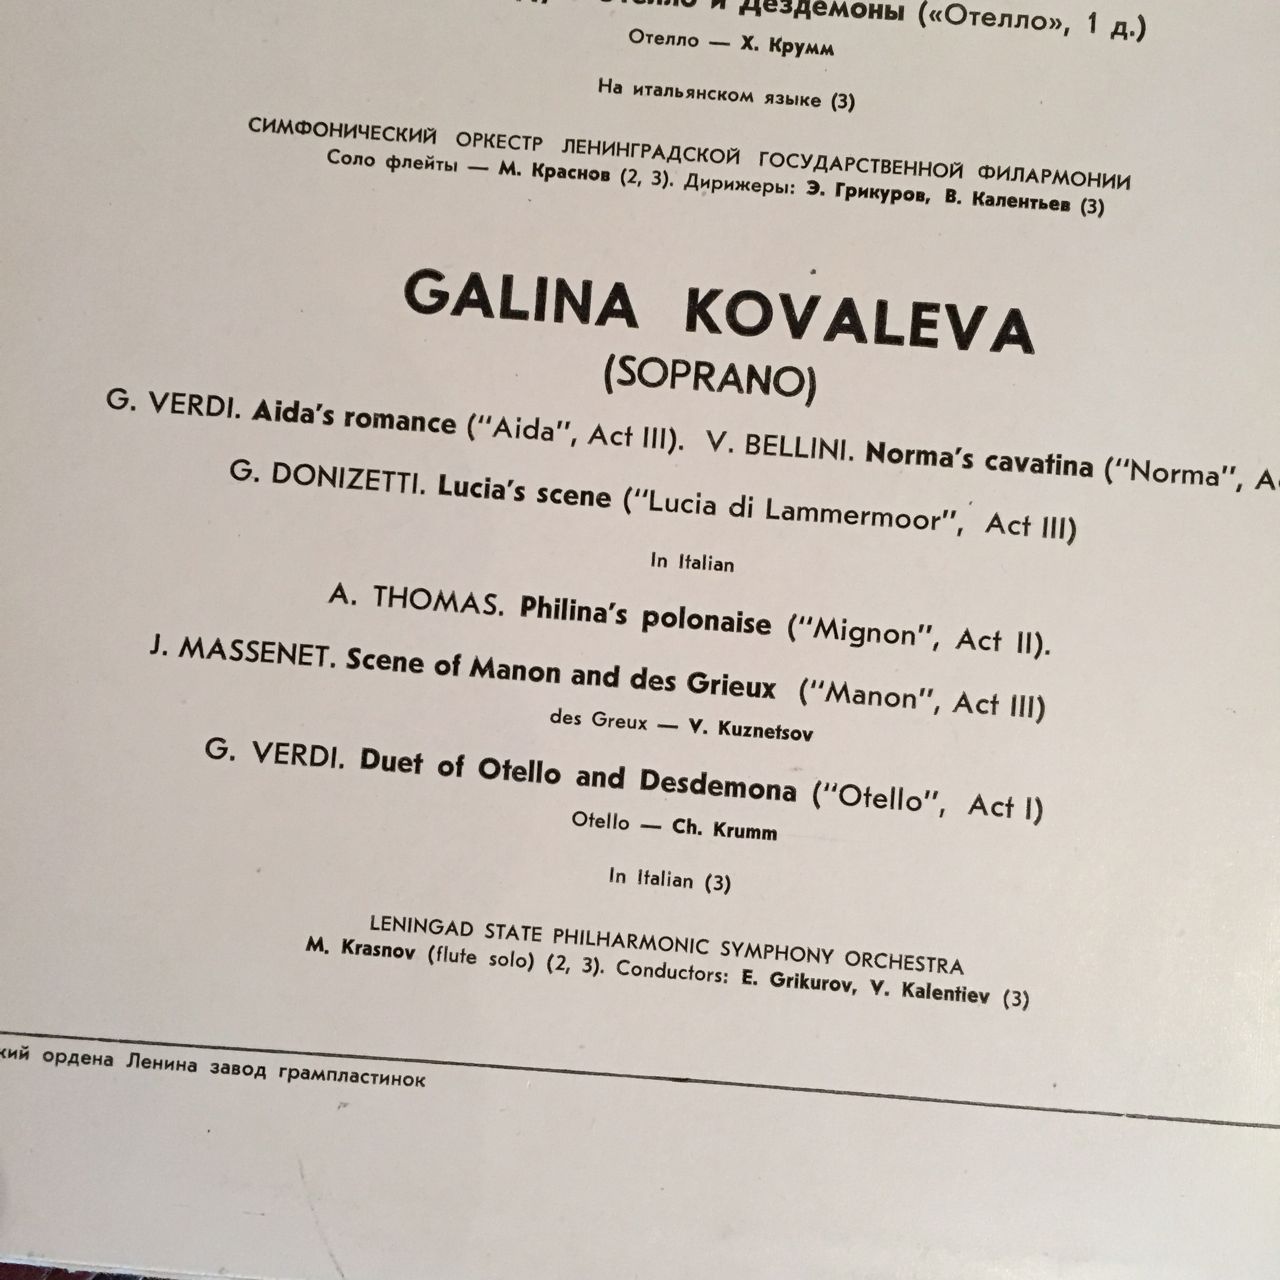 и Дездемоны («Отелло», 1 д.)
Отелло — Х. Крумм
На итальянском языке (3)
СИМФОНИЧЕСКИЙ ОРКЕСТР ЛЕНИНГРАДСКОЙ ГОСУДАРСТВЕННОЙ ФИЛАРМОНИИ
Соло флейты — М. Краснов (2, 3). Дирижеры: Э. Грикуров, В. Калентьев (3)
GALINA KOVALEVA
(SOPRANO)
G. VERDI. Aida's romance ("Aida", Act III). V. BELLINI. Norma's cavatina ("Norma",
G. DONIZETTI. Lucia's scene ("Lucia di Lammermoor", Act III)
In Italian
A. THOMAS. Philina's polonaise ("Mignon", Act II).
J. MASSENET. Scene of Manon and des Grieux ("Manon", Act III)
des Greux — V. Kuznetsov
G. VERDI. Duet of Otello and Desdemona ("Otello", Act I)
Otello — Ch. Krumm
In Italian (3)
LENINGAD STATE PHILHARMONIC SYMPHONY ORCHESTRA
M. Krasnov (flute solo) (2, 3). Conductors: E. Grikurov, V. Kalentiev (3)
ордена Ленина завод грампластинок